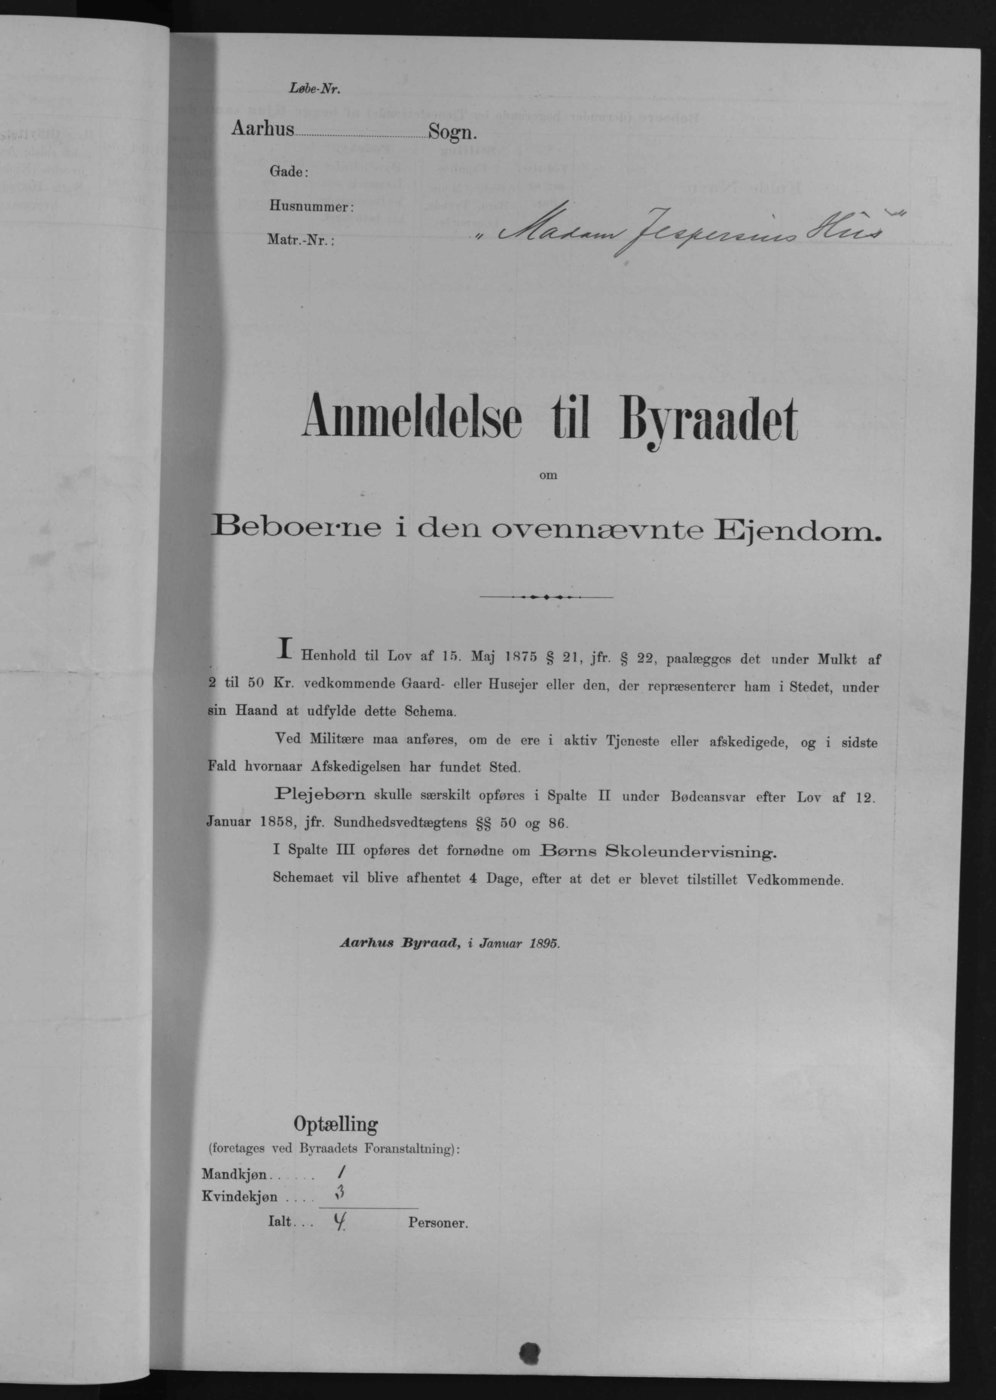 Løbe-Nr.
Aarhus Sogn.
Gade:
Husnummer:
Matr.-Nr.: "Madam Jespersens Hus"
Anmeldelse til Byraadet
om
Beboerne i den ovennævnte Ejendom.
I Henhold til Lov af 15. Maj 1875 § 21, jfr. § 22, paalægges det under Mulkt af
2 til 50 Kr. vedkommende Gaard- eller Husejer eller den, der repræsenterer ham i Stedet, under
sin Haand at udfylde dette Schema.
Ved Militære maa anføres, om de ere i aktiv Tjeneste eller afskedigede, og i sidste
Fald hvornaar Afskedigelsen har fundet Sted.
Plejebørn skulle særskilt opføres i Spalte II under Bødeansvar efter Lov af 12.
Januar 1858, jfr. Sundhedsvedtægtens §§ 50 og 86.
I Spalte III opføres det fornødne om Børns Skoleundervisning.
Schemaet vil blive afhentet 4 Dage, efter at det er blevet tilstillet Vedkommende.
Aarhus Byraad, i Januar 1895.
Optælling
(foretages ved Byraadets Foranstaltning):
Mandkjøn...... 1
Kvindekjøn .... 3
Ialt... 4 Personer.